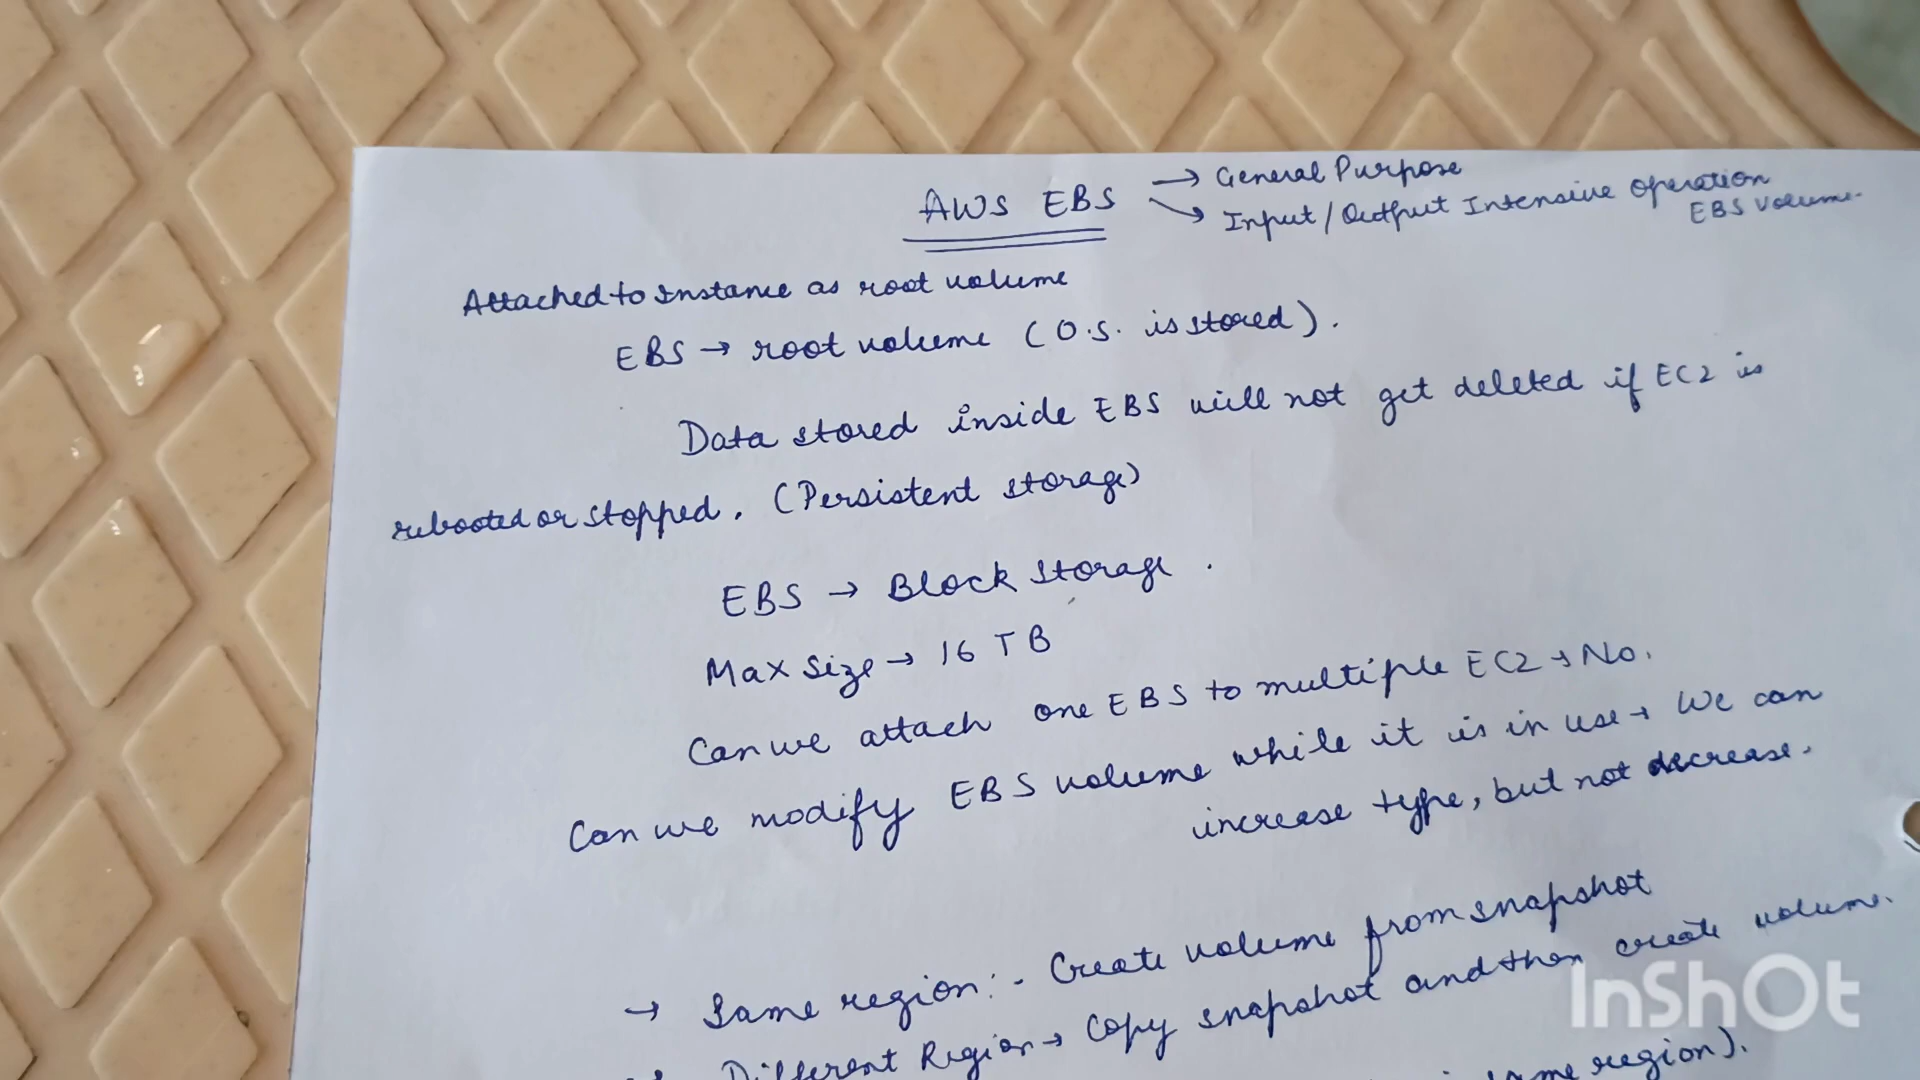 AWS EBS → General Purpose
→ Input/Output Intensive operation
EBS volume.
Attached to Instance as root volume
EBS → root volume (O.S. is stored).
Data stored inside EBS will not get deleted if EC2 is
rebooted or stopped. (Persistent storage)
EBS → Block Storage.
Max Size → 16 TB
Can we attach one EBS to multiple EC2 → No.
Can we modify EBS volume while it is in use → We can
increase type, but not decrease.
→ Same region:- Create volume from snapshot
Different Region → Copy snapshot and then create volume.
same region).
InShOt